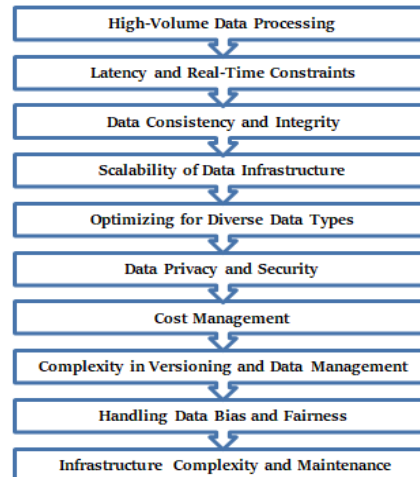 High-Volume Data Processing
Latency and Real-Time Constraints
Data Consistency and Integrity
Scalability of Data Infrastructure
Optimizing for Diverse Data Types
Data Privacy and Security
Cost Management
Complexity in Versioning and Data Management
Handling Data Bias and Fairness
Infrastructure Complexity and Maintenance